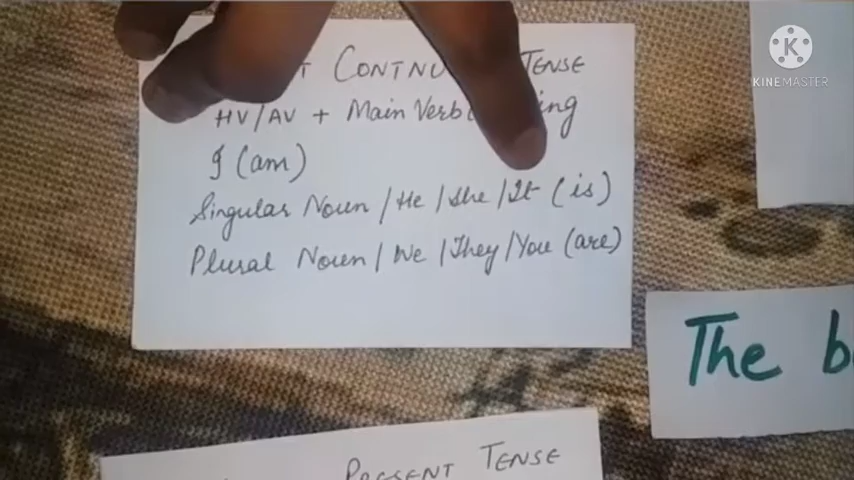 CONTNU TENSE
HV/AV + Main Verb ing
I (am)
Singular Noun / He / She / It (is)
Plural Noun / We / They / You (are)
The b
PRESENT TENSE
K
KINEMASTER